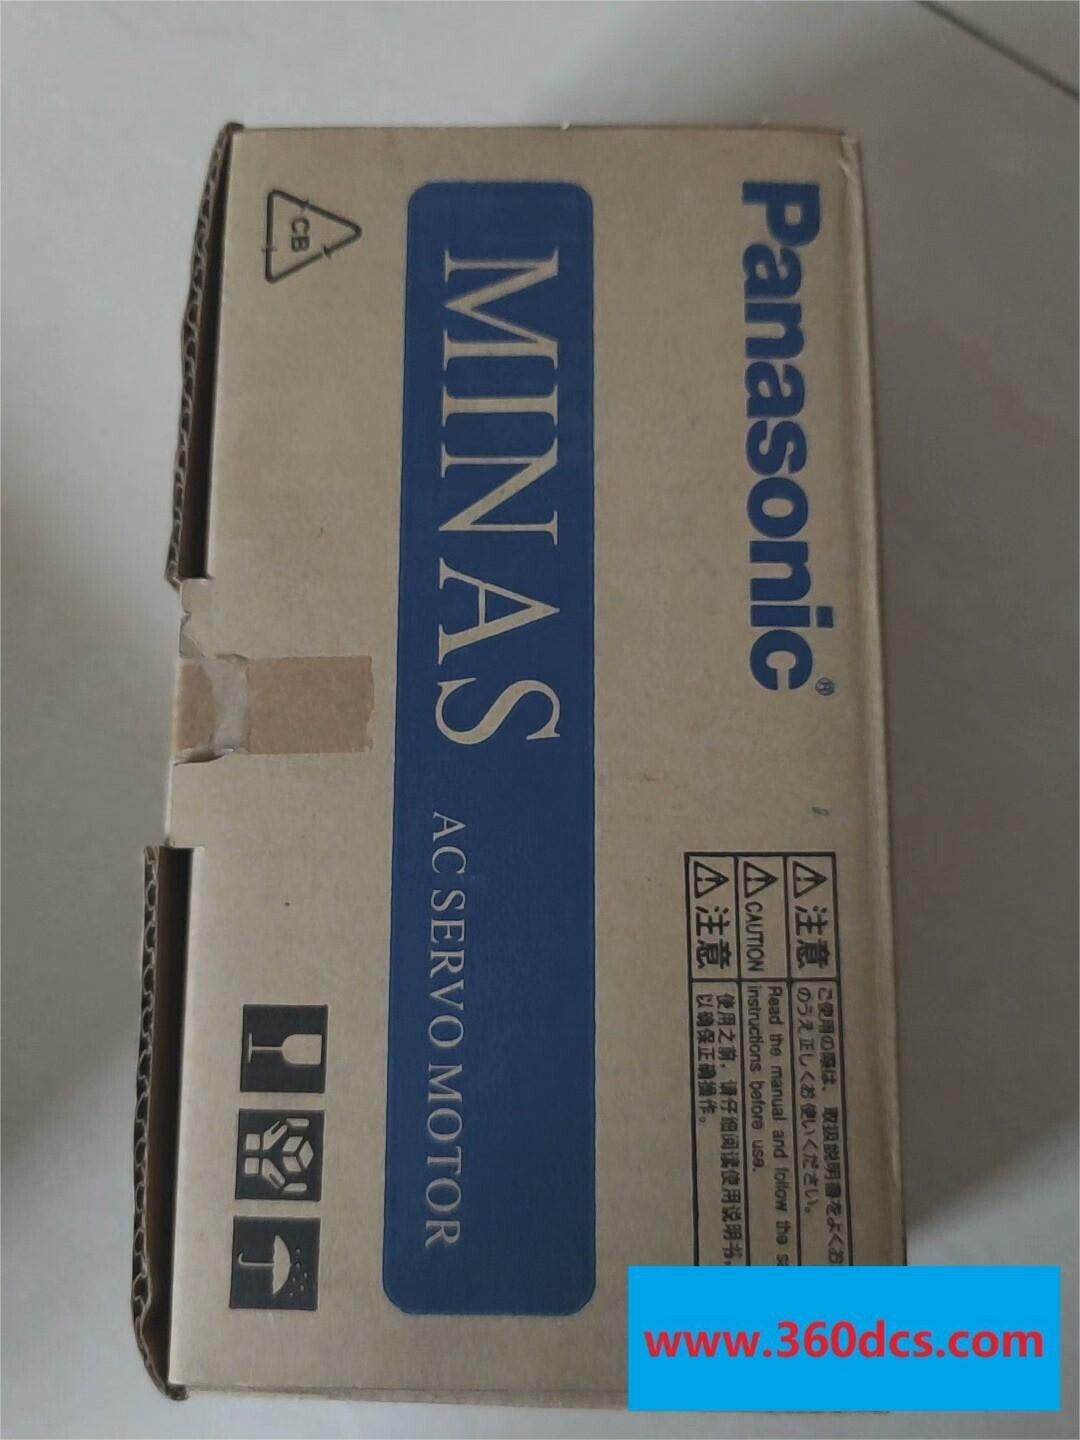 Panasonic®
MINAS AC SERVO MOTOR
CB
注意
ご使用の際は、取扱説明書をよくお
のうえ正しくお使いください。
CAUTION
Read the manual and follow the
instructions before use.
注意
使用之前，请仔细阅读使用说明书，
以确保正确操作。
www.360dcs.com